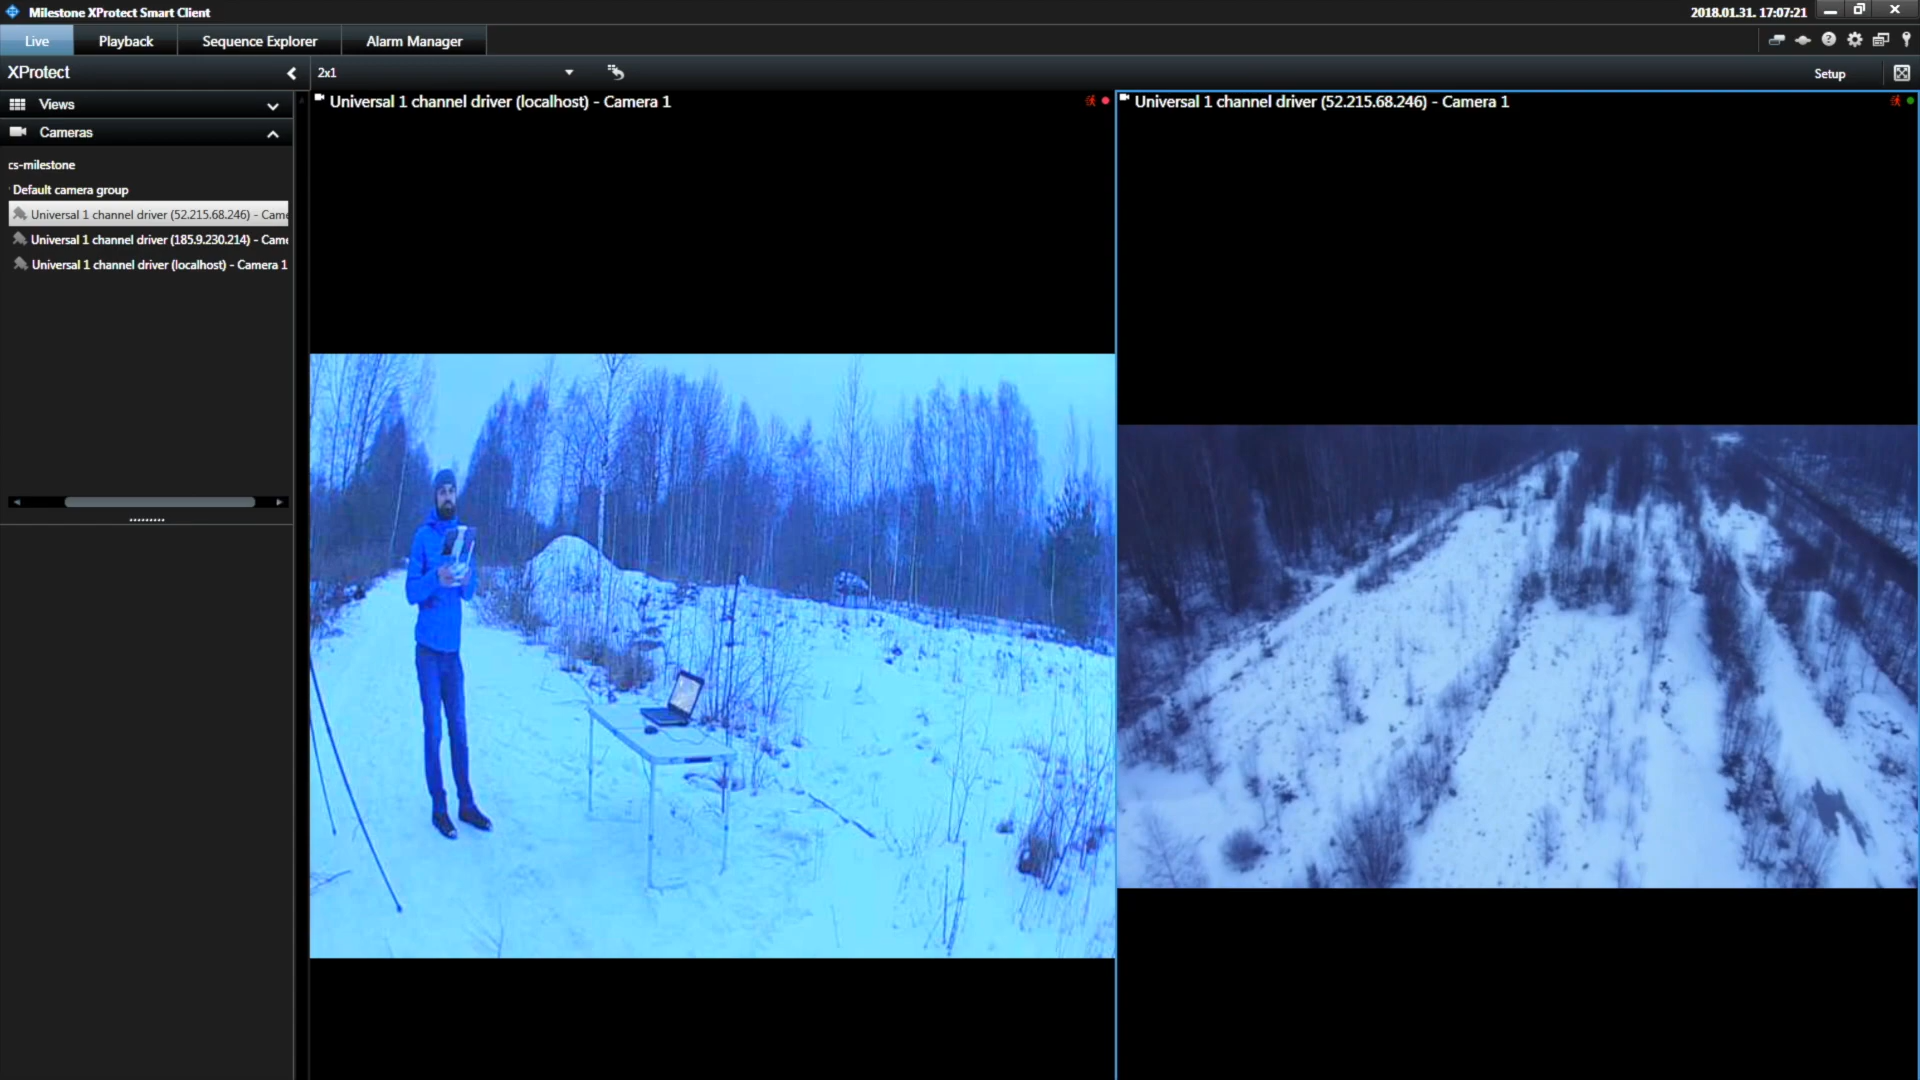 Milestone XProtect Smart Client
2018.01.31. 17:07:21
Live
Playback
Sequence Explorer
Alarm Manager
XProtect
2x1
Setup
Views
Cameras
cs-milestone
Default camera group
Universal 1 channel driver (52.215.68.246) - Came
Universal 1 channel driver (185.9.230.214) - Came
Universal 1 channel driver (localhost) - Camera 1
Universal 1 channel driver (localhost) - Camera 1
Universal 1 channel driver (52.215.68.246) - Camera 1